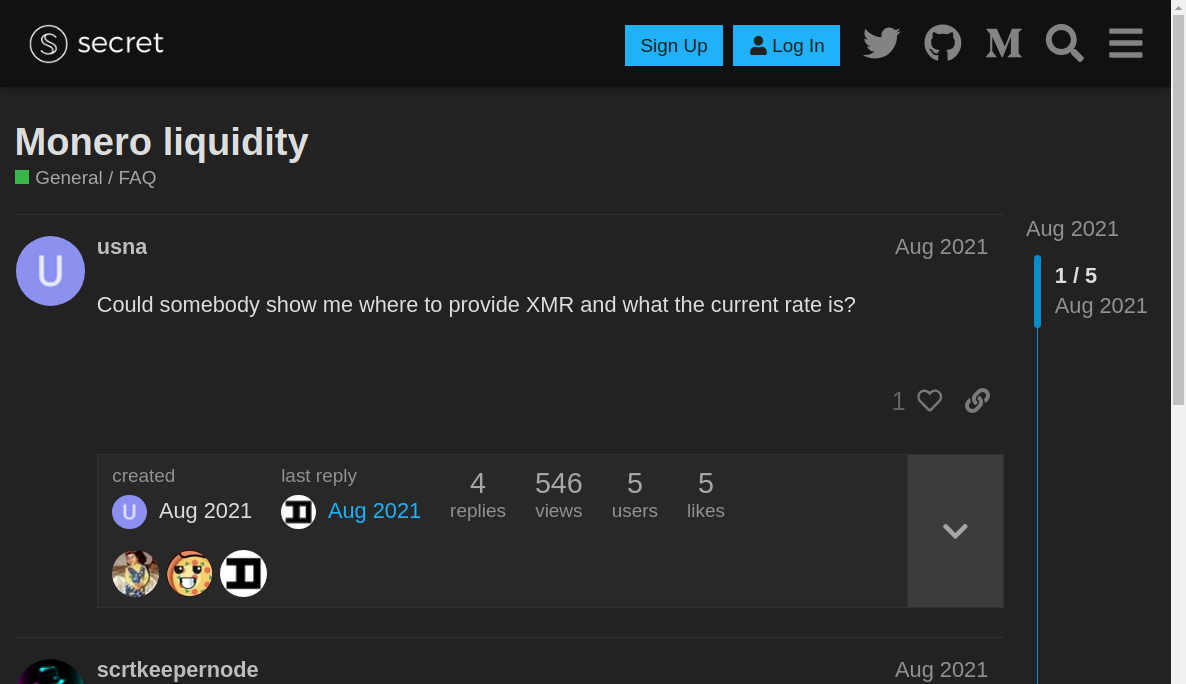 secret
Sign Up
Log In
Monero liquidity
General / FAQ
usna
Aug 2021
Aug 2021
1 / 5
Aug 2021
U
Could somebody show me where to provide XMR and what the current rate is?
1
created
last reply
4
546
5
5
U
Aug 2021
Aug 2021
replies
views
users
likes
scrtkeepernode
Aug 2021